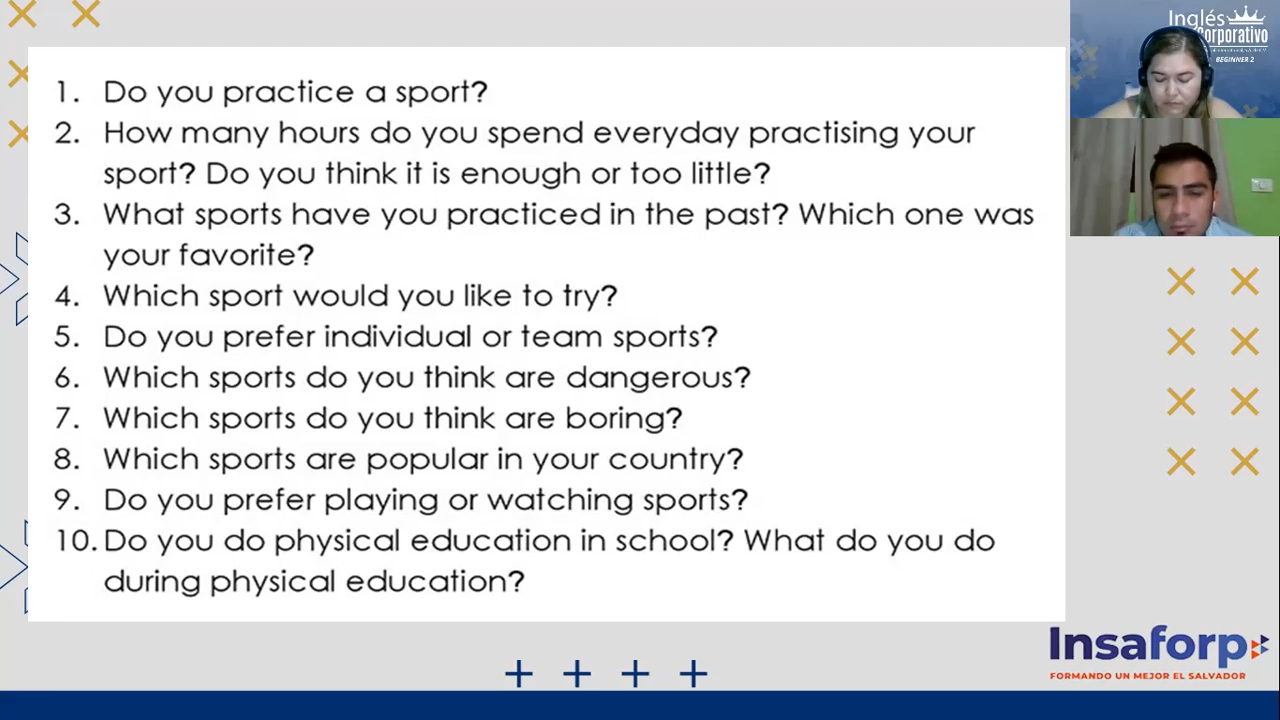 1. Do you practice a sport?
2. How many hours do you spend everyday practising your
sport? Do you think it is enough or too little?
3. What sports have you practiced in the past? Which one was
your favorite?
4. Which sport would you like to try?
5. Do you prefer individual or team sports?
6. Which sports do you think are dangerous?
7. Which sports do you think are boring?
8. Which sports are popular in your country?
9. Do you prefer playing or watching sports?
10. Do you do physical education in school? What do you do
during physical education?
Inglés
Corporativo
BEGINNER 2
Insaforp
FORMANDO UN MEJOR EL SALVADOR